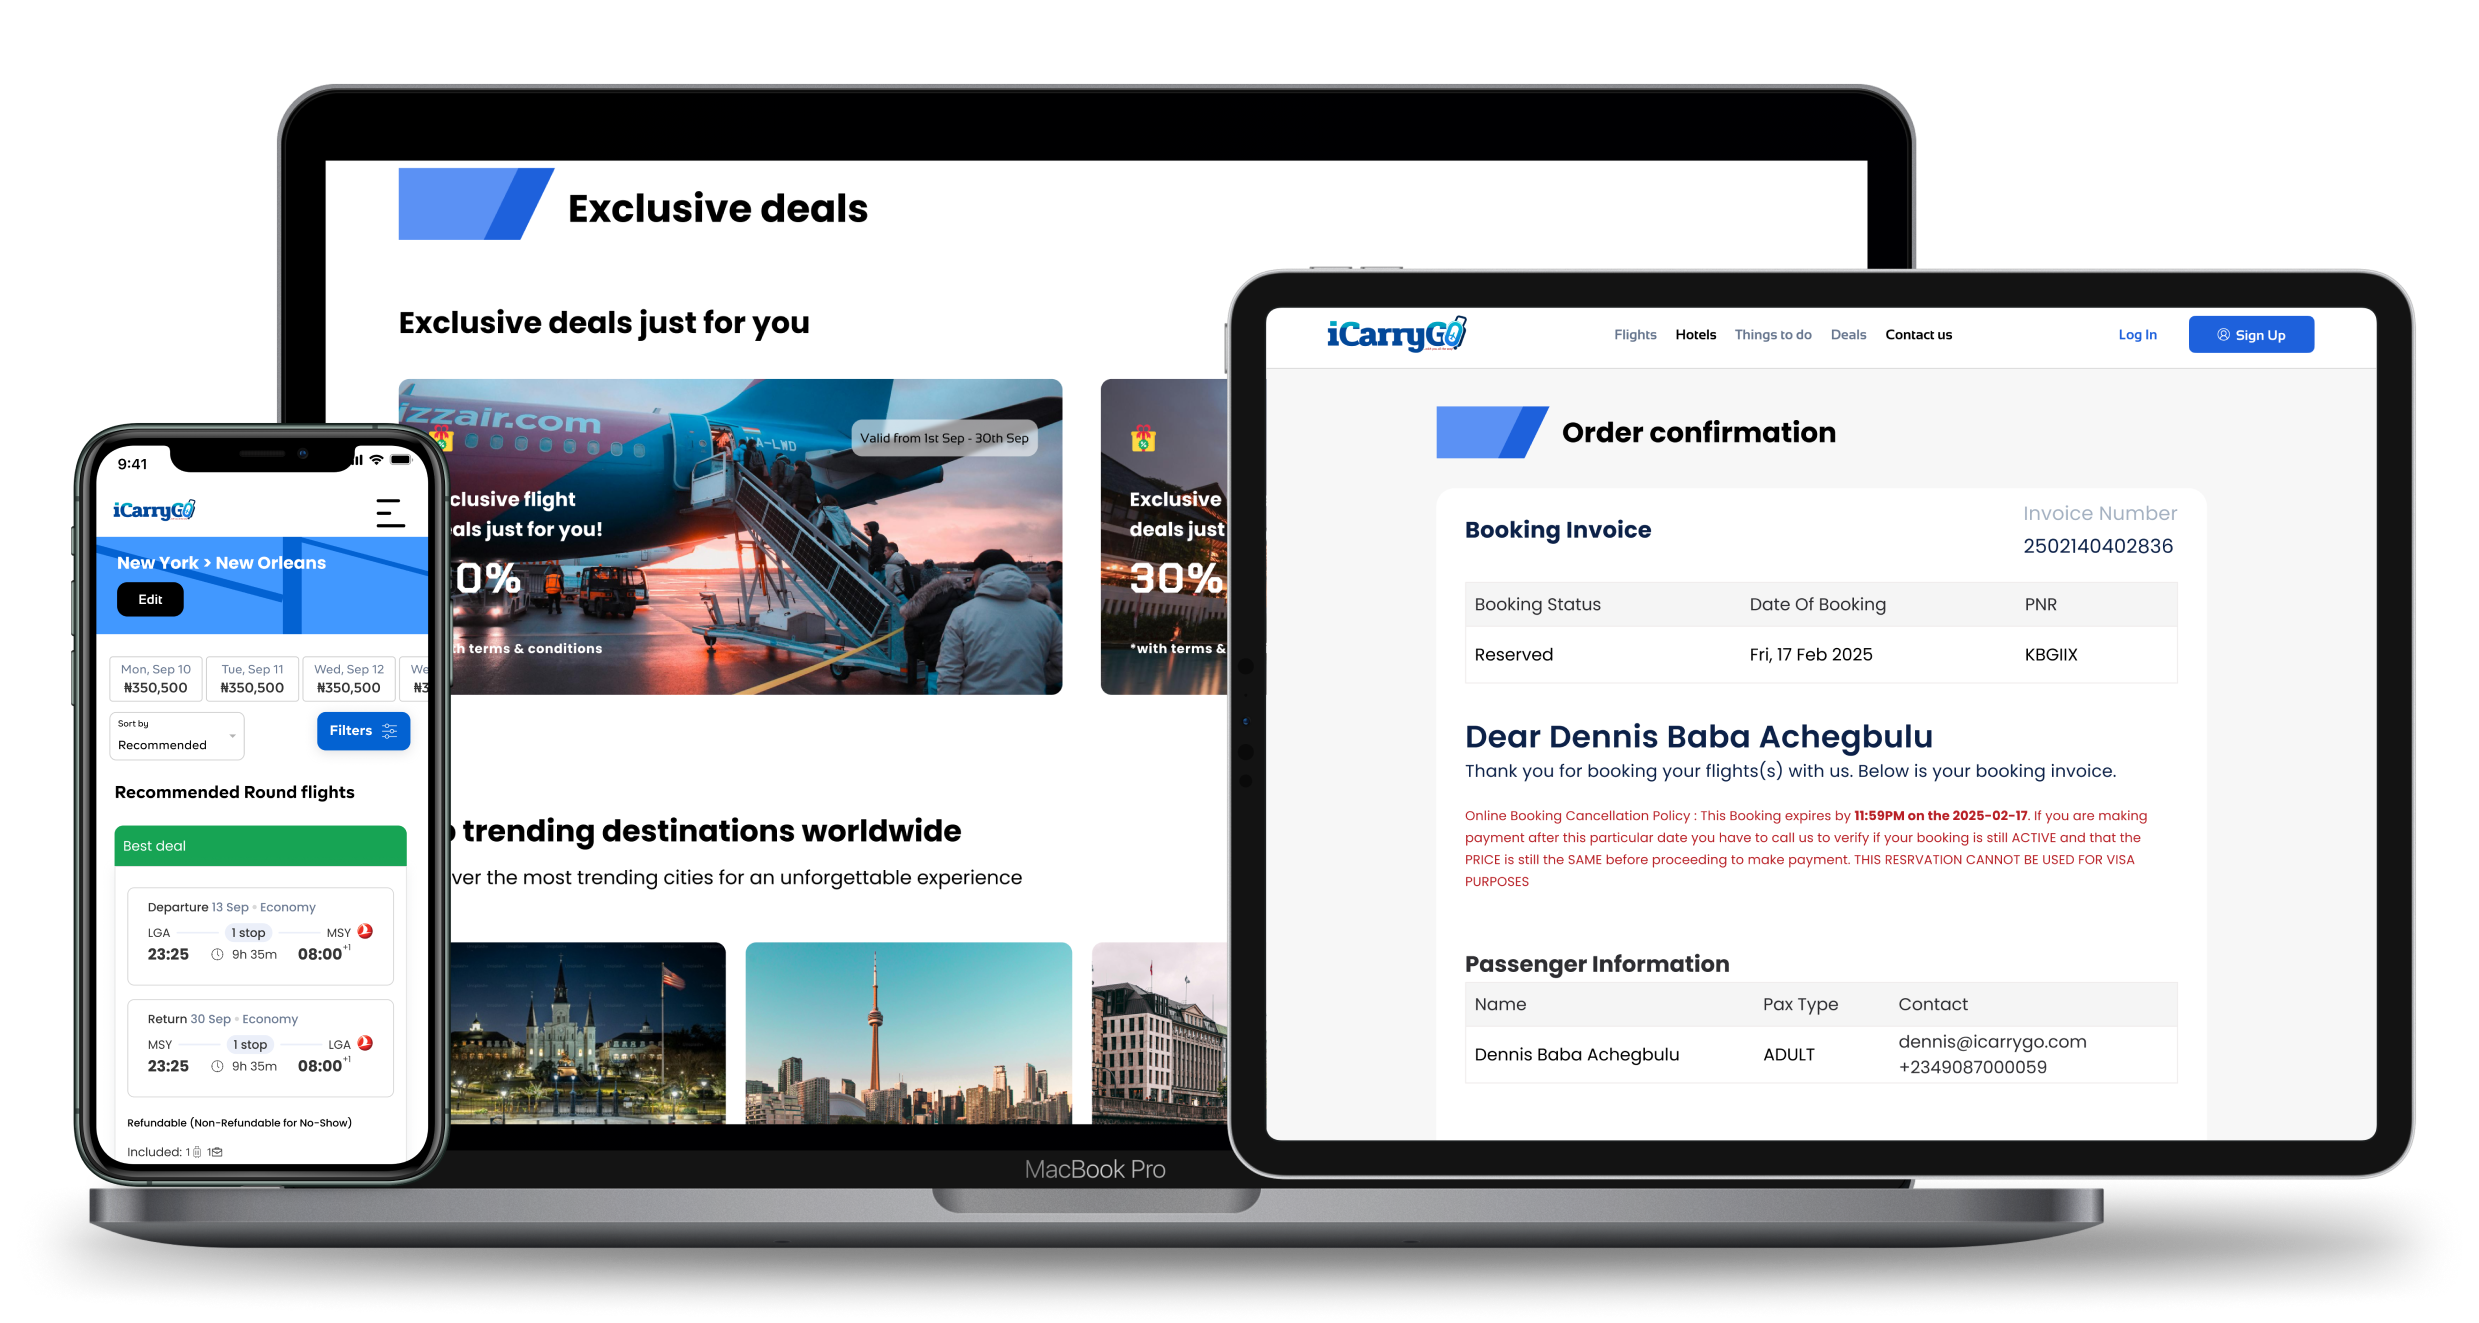 Exclusive deals
Exclusive deals just for you
izzair.com
A-LWD
Valid from 1st Sep - 30th Sep
clusive flight
als just for you!
0%
th terms & conditions
Exclusive
deals just
30%
*with terms &
trending destinations worldwide
ver the most trending cities for an unforgettable experience
MacBook Pro
9:41
iCarryGO
New York > New Orleans
Edit
Mon, Sep 10
₦350,500
Tue, Sep 11
₦350,500
Wed, Sep 12
₦350,500
We
₦3
Sort by
Recommended
Filters
Recommended Round flights
Best deal
Departure 13 Sep • Economy
LGA 1 stop MSY
23:25 9h 35m 08:00 +1
Return 30 Sep • Economy
MSY 1 stop LGA
23:25 9h 35m 08:00 +1
Refundable (Non-Refundable for No-Show)
Included: 1 1
iCarryGO
Flights Hotels Things to do Deals Contact us Log In Sign Up
Order confirmation
Booking Invoice
Invoice Number
2502140402836
Booking Status Date Of Booking PNR
Reserved Fri, 17 Feb 2025 KBGIIX
Dear Dennis Baba Achegbulu
Thank you for booking your flights(s) with us. Below is your booking invoice.
Online Booking Cancellation Policy : This Booking expires by 11:59PM on the 2025-02-17. If you are making
payment after this particular date you have to call us to verify if your booking is still ACTIVE and that the
PRICE is still the SAME before proceeding to make payment. THIS RESRVATION CANNOT BE USED FOR VISA
PURPOSES
Passenger Information
Name Pax Type Contact
Dennis Baba Achegbulu ADULT dennis@icarrygo.com
+2349087000059